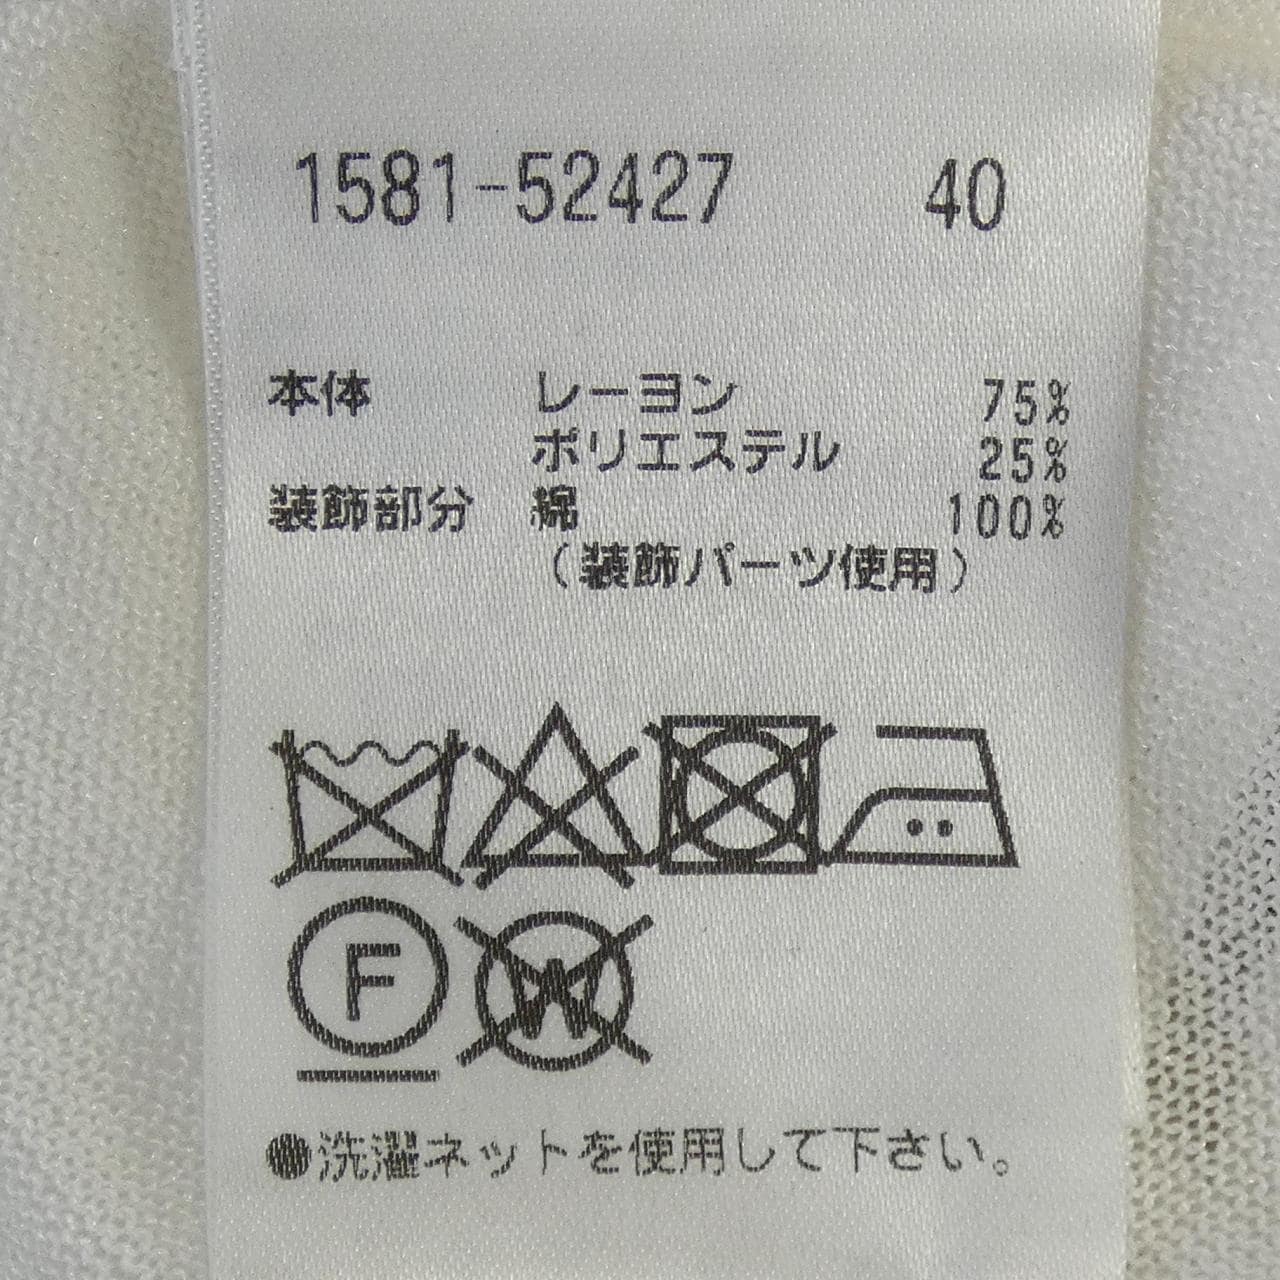 1581-52427 40
本体 レーヨン 75%
ポリエステル 25%
装飾部分 綿 100%
(装飾パーツ使用)
F W
●洗濯ネットを使用して下さい。